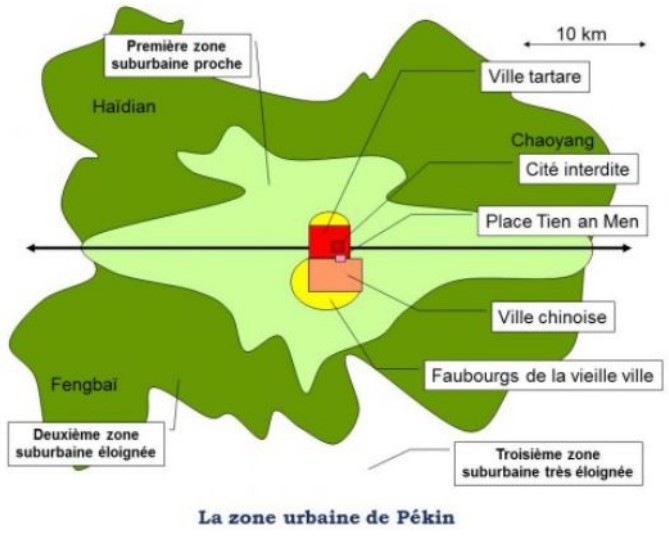 10 km
Première zone
suburbaine proche
Ville tartare
Haïdian
Chaoyang
Cité interdite
Place Tien an Men
Ville chinoise
Faubourgs de la vieille ville
Fengbaï
Deuxième zone
suburbaine éloignée
Troisième zone
suburbaine très éloignée
La zone urbaine de Pékin